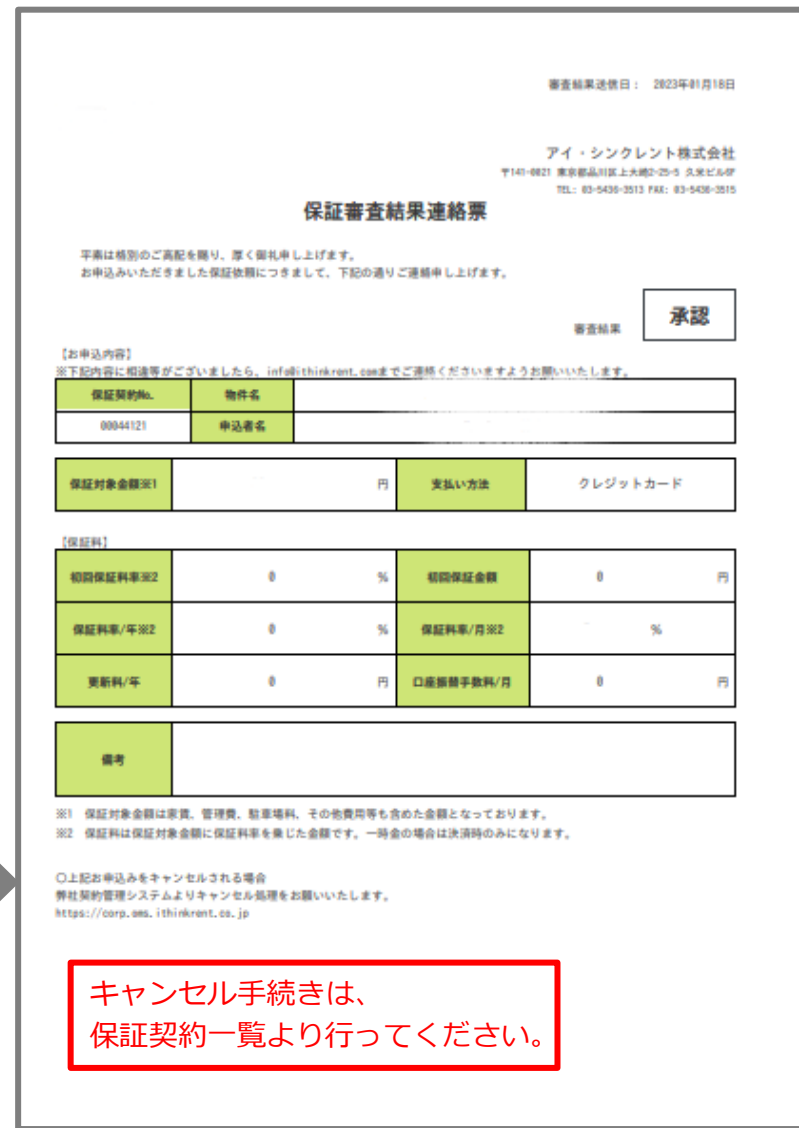 審査結果送信日： 2023年01月18日
アイ・シンクレント株式会社
〒141-0021 東京都品川区上大崎2-25-5 久米ビル6F
TEL: 03-5436-3513 FAX: 03-5436-3515
保証審査結果連絡票
平素は格別のご高配を賜り、厚く御礼申し上げます。
お申込みいただきました保証依頼につきまして、下記の通りご連絡申し上げます。
審査結果 承認
【お申込内容】
※下記内容に相違等がございましたら、info@ithinkrent.comまでご連絡くださいますようお願いいたします。
保証契約No. 物件名
00044121 申込者名
保証対象金額※1 円 支払い方法 クレジットカード
【保証料】
初回保証料率※2 0 % 初回保証金額 0 円
保証料率/年※2 0 % 保証料率/月※2 %
更新料/年 0 円 口座振替手数料/月 0 円
備考
※1 保証対象金額は家賃、管理費、駐車場料、その他費用等も含めた金額となっております。
※2 保証料は保証対象金額に保証料率を乗じた金額です。一時金の場合は決済時のみになります。
〇上記お申込みをキャンセルされる場合
弊社契約管理システムよりキャンセル処理をお願いいたします。
https://corp.oms.ithinkrent.co.jp
キャンセル手続きは、
保証契約一覧より行ってください。